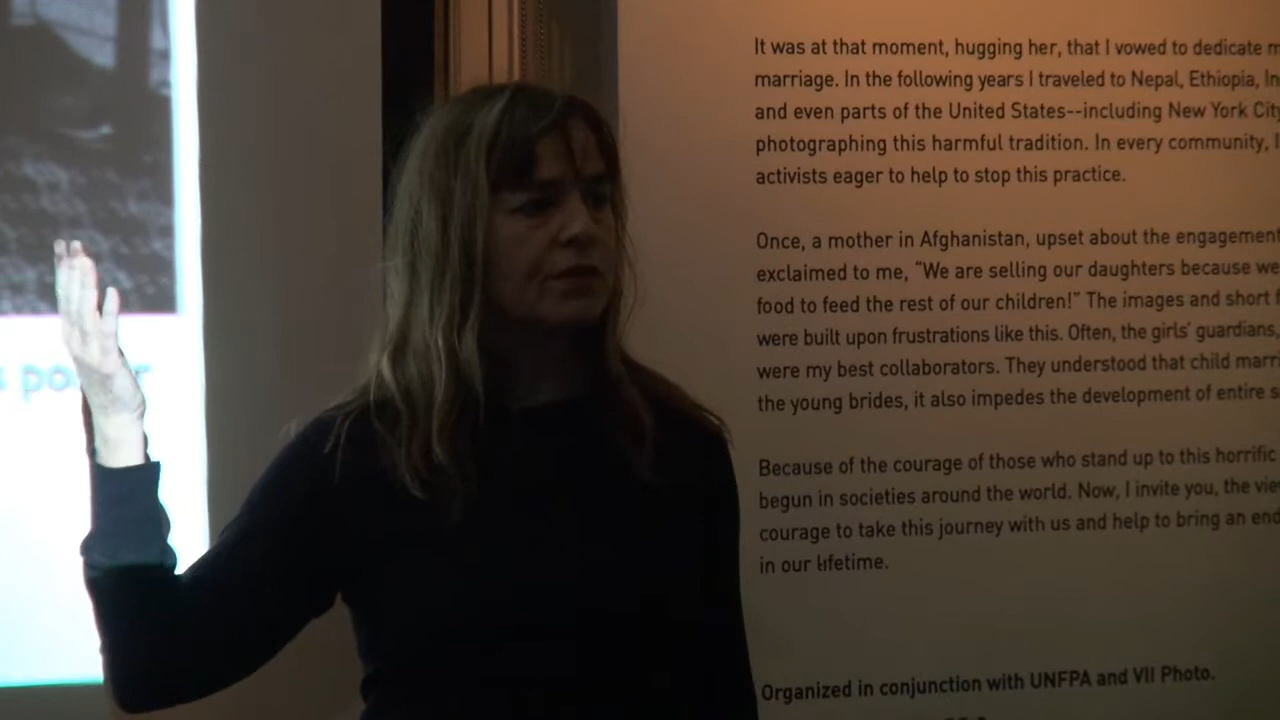 It was at that moment, hugging her, that I vowed to dedicate
marriage. In the following years I traveled to Nepal, Ethiopia,
and even parts of the United States--including New York City
photographing this harmful tradition. In every community, I
activists eager to help to stop this practice.
Once, a mother in Afghanistan, upset about the engagement
exclaimed to me, “We are selling our daughters because we
food to feed the rest of our children!” The images and short
were built upon frustrations like this. Often, the girls' guardians,
were my best collaborators. They understood that child
the young brides, it also impedes the development of entire
Because of the courage of those who stand up to this horrific
begun in societies around the world. Now, I invite you, the
courage to take this journey with us and help to bring an end
in our lifetime.
Organized in conjunction with UNFPA and VII Photo.